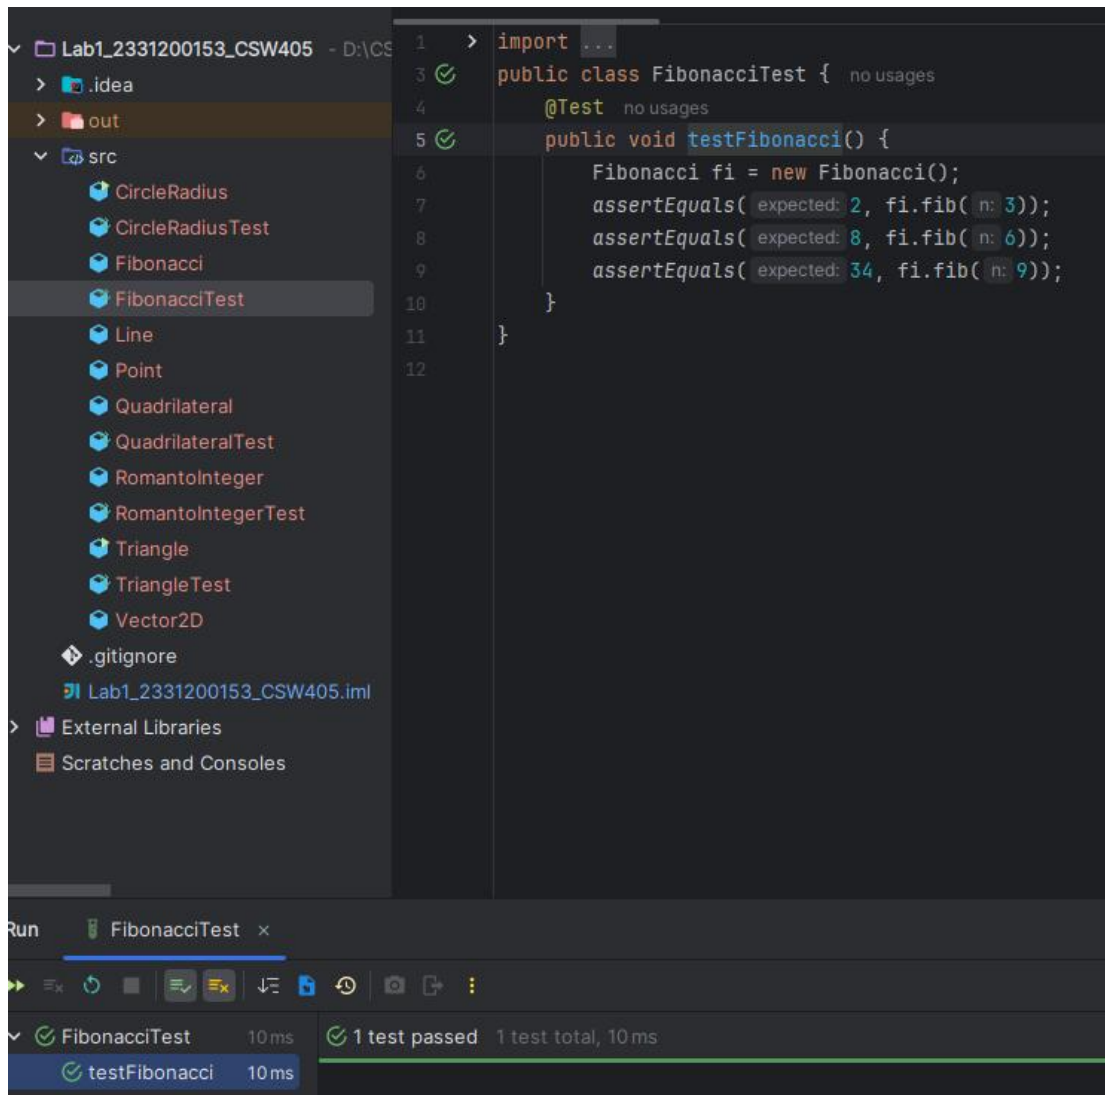 Lab1_2331200153_CSW405 - D:\CS
.idea
out
src
CircleRadius
CircleRadiusTest
Fibonacci
FibonacciTest
Line
Point
Quadrilateral
QuadrilateralTest
RomantoInteger
RomantoIntegerTest
Triangle
TriangleTest
Vector2D
.gitignore
Lab1_2331200153_CSW405.iml
External Libraries
Scratches and Consoles
1 import ...
3 public class FibonacciTest { no usages
4 @Test no usages
5 public void testFibonacci() {
6 Fibonacci fi = new Fibonacci();
7 assertEquals( expected: 2, fi.fib( n: 3));
8 assertEquals( expected: 8, fi.fib( n: 6));
9 assertEquals( expected: 34, fi.fib( n: 9));
10 }
11 }
12
Run FibonacciTest ×
FibonacciTest 10 ms
testFibonacci 10 ms
1 test passed 1 test total, 10 ms